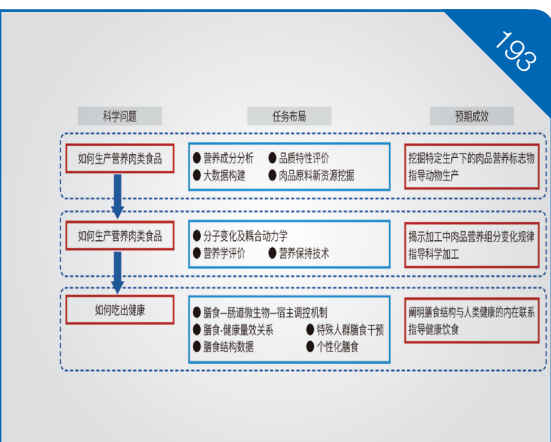 193
科学问题 任务布局 预期成效
如何生产营养肉类食品
● 营养成分分析 ● 品质特性评价
● 大数据构建 ● 肉品原料新资源挖掘
挖掘特定生产下的肉品营养标志物
指导动物生产
如何生产营养肉类食品
● 分子变化及耦合动力学
● 营养学评价 ● 营养保持技术
揭示加工中肉品营养组分变化规律
指导科学加工
如何吃出健康
● 膳食—肠道微生物—宿主调控机制
● 膳食-健康量效关系 ● 特殊人群膳食干预
● 膳食结构数据 ● 个性化膳食
阐明膳食结构与人类健康的内在联系
指导健康饮食